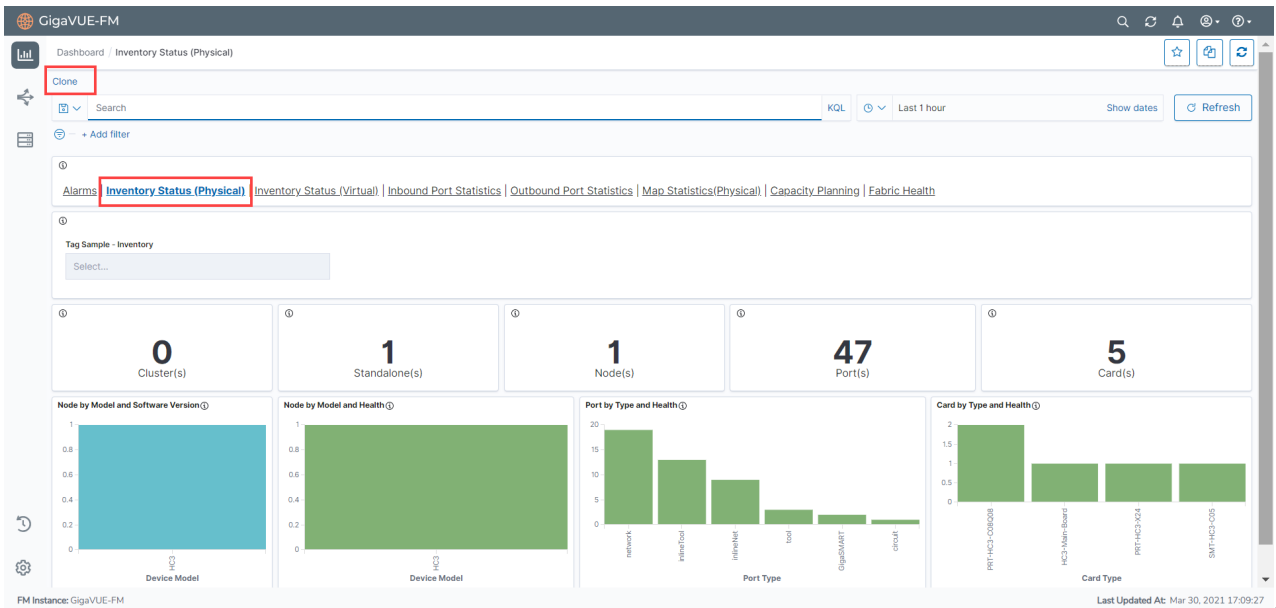 GigaVUE-FM
Dashboard / Inventory Status (Physical)
Clone
Search KQL Last 1 hour Show dates Refresh
+ Add filter
Alarms | Inventory Status (Physical) | Inventory Status (Virtual) | Inbound Port Statistics | Outbound Port Statistics | Map Statistics(Physical) | Capacity Planning | Fabric Health
Tag Sample - Inventory
Select...
0 1 1 47 5
Cluster(s) Standalone(s) Node(s) Port(s) Card(s)
Node by Model and Software Version Node by Model and Health Port by Type and Health Card by Type and Health
1
0.8
0.6
0.4
0.2
0
HC3
Device Model
1
0.8
0.6
0.4
0.2
0
HC3
Device Model
20
15
10
5
0
network
inlineTool
inlineNet
tool
GigaSMART
circuit
Port Type
2
1.5
1
0.5
0
PRT-HC3-C08Q08
HC3-Main-Board
PRT-HC3-X24
SMT-HC3-C05
Card Type
FM Instance: GigaVUE-FM Last Updated At: Mar 30, 2021 17:09:27